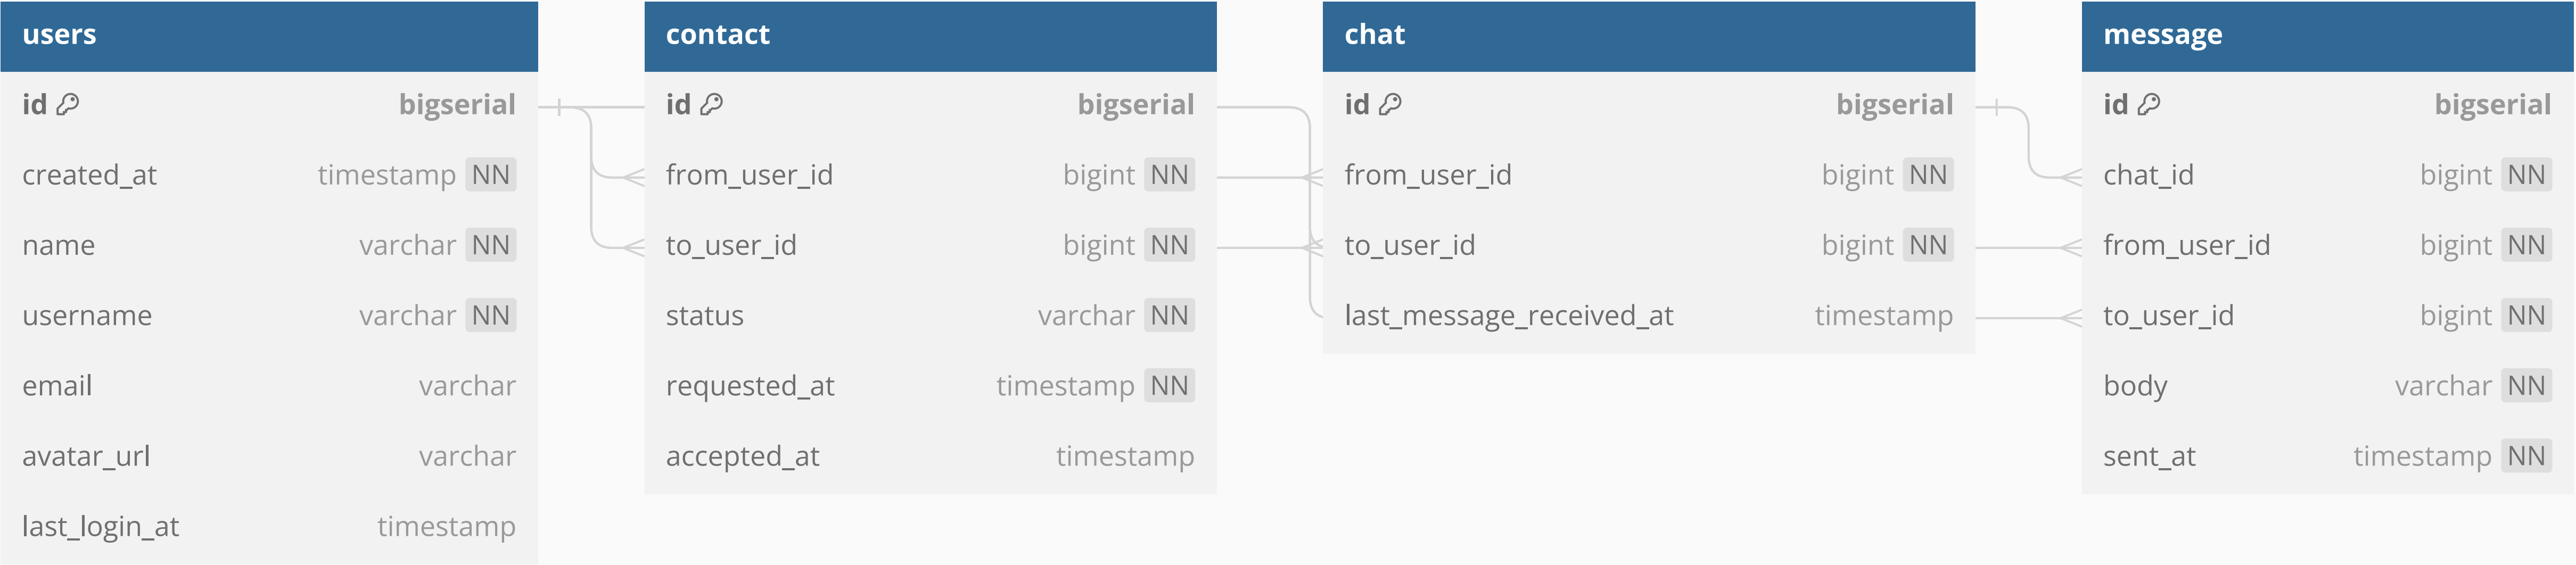 users
id bigserial
created_at timestamp NN
name varchar NN
username varchar NN
email varchar
avatar_url varchar
last_login_at timestamp
contact
id bigserial
from_user_id bigint NN
to_user_id bigint NN
status varchar NN
requested_at timestamp NN
accepted_at timestamp
chat
id bigserial
from_user_id bigint NN
to_user_id bigint NN
last_message_received_at timestamp
message
id bigserial
chat_id bigint NN
from_user_id bigint NN
to_user_id bigint NN
body varchar NN
sent_at timestamp NN